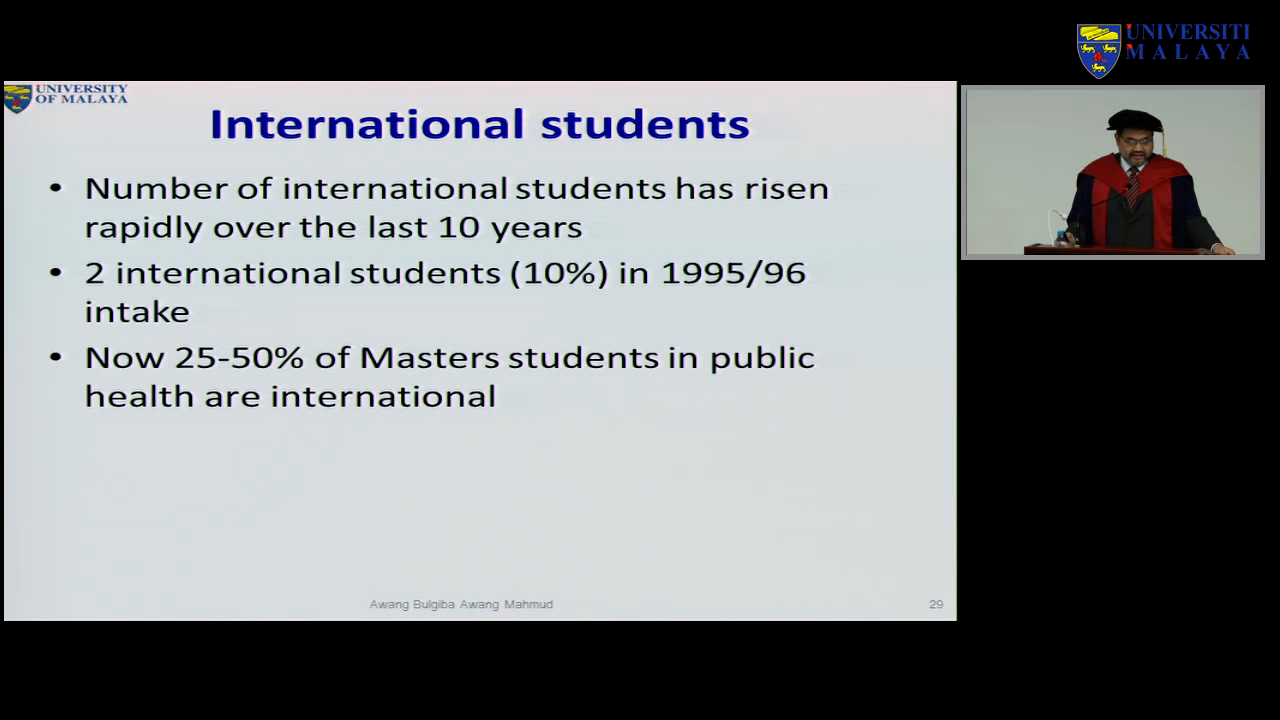 UNIVERSITI
MALAYA
UNIVERSITY
OF MALAYA
International students
• Number of international students has risen
rapidly over the last 10 years
• 2 international students (10%) in 1995/96
intake
• Now 25-50% of Masters students in public
health are international
Awang Bulgiba Awang Mahmud
29